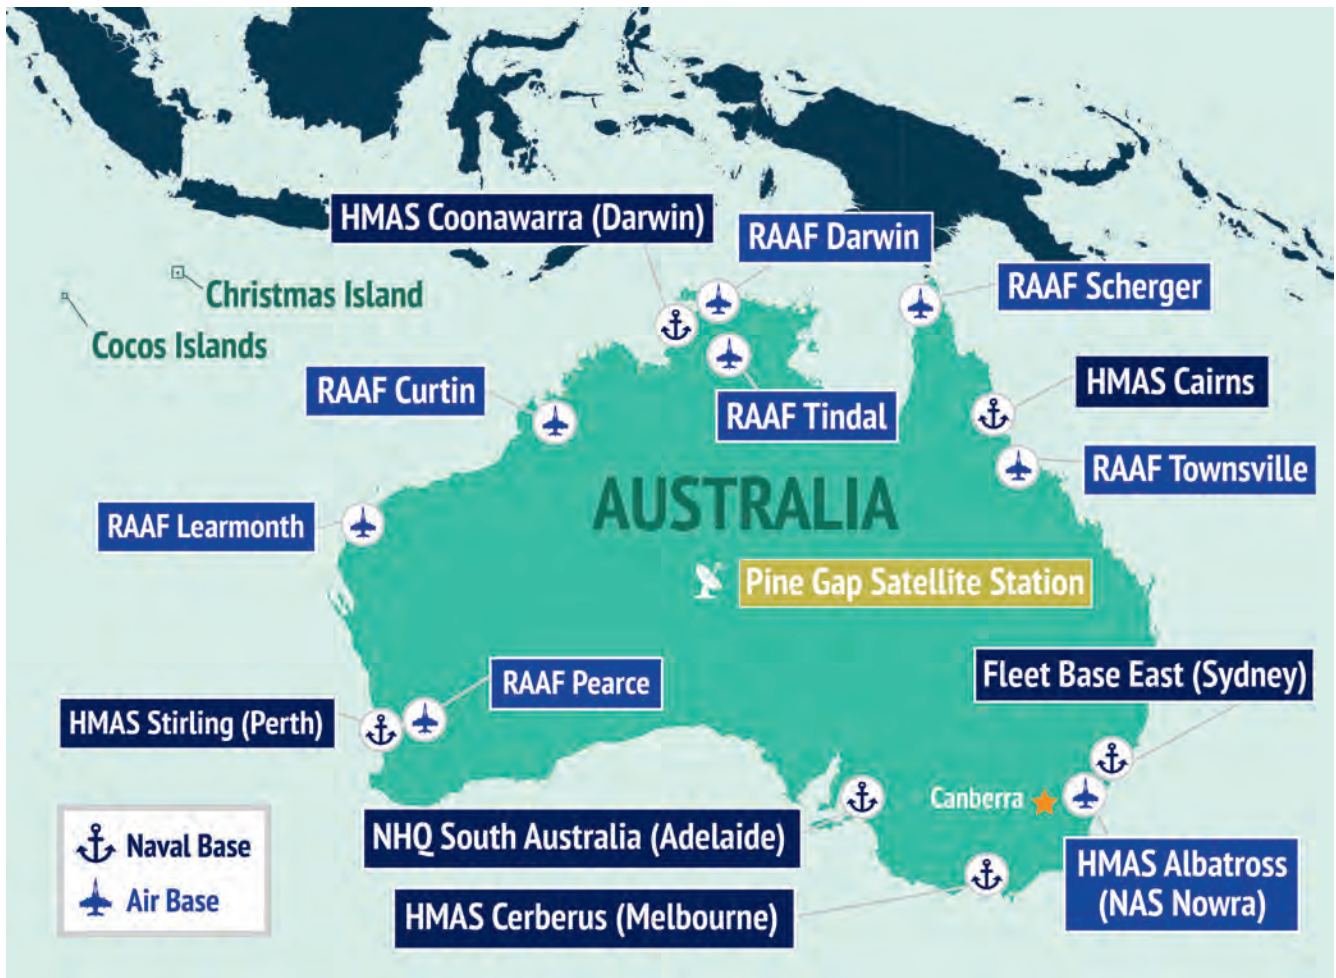 HMAS Coonawarra (Darwin)
RAAF Darwin
RAAF Scherger
Christmas Island
Cocos Islands
RAAF Curtin
RAAF Tindal
HMAS Cairns
RAAF Townsville
AUSTRALIA
RAAF Learmonth
Pine Gap Satellite Station
RAAF Pearce
Fleet Base East (Sydney)
HMAS Stirling (Perth)
Canberra
NHQ South Australia (Adelaide)
HMAS Albatross
(NAS Nowra)
HMAS Cerberus (Melbourne)
Naval Base
Air Base